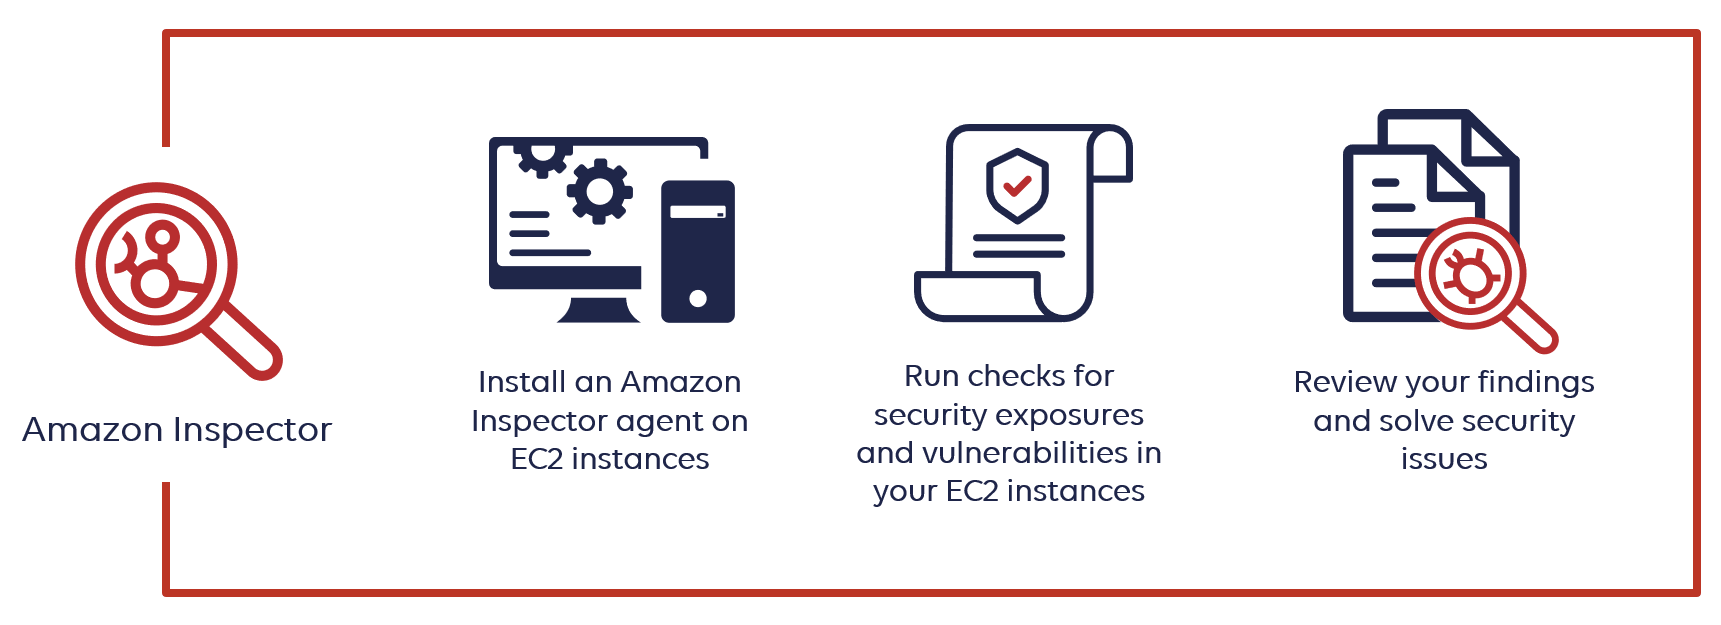 Amazon Inspector
Install an Amazon
Inspector agent on
EC2 instances
Run checks for
security exposures
and vulnerabilities in
your EC2 instances
Review your findings
and solve security
issues